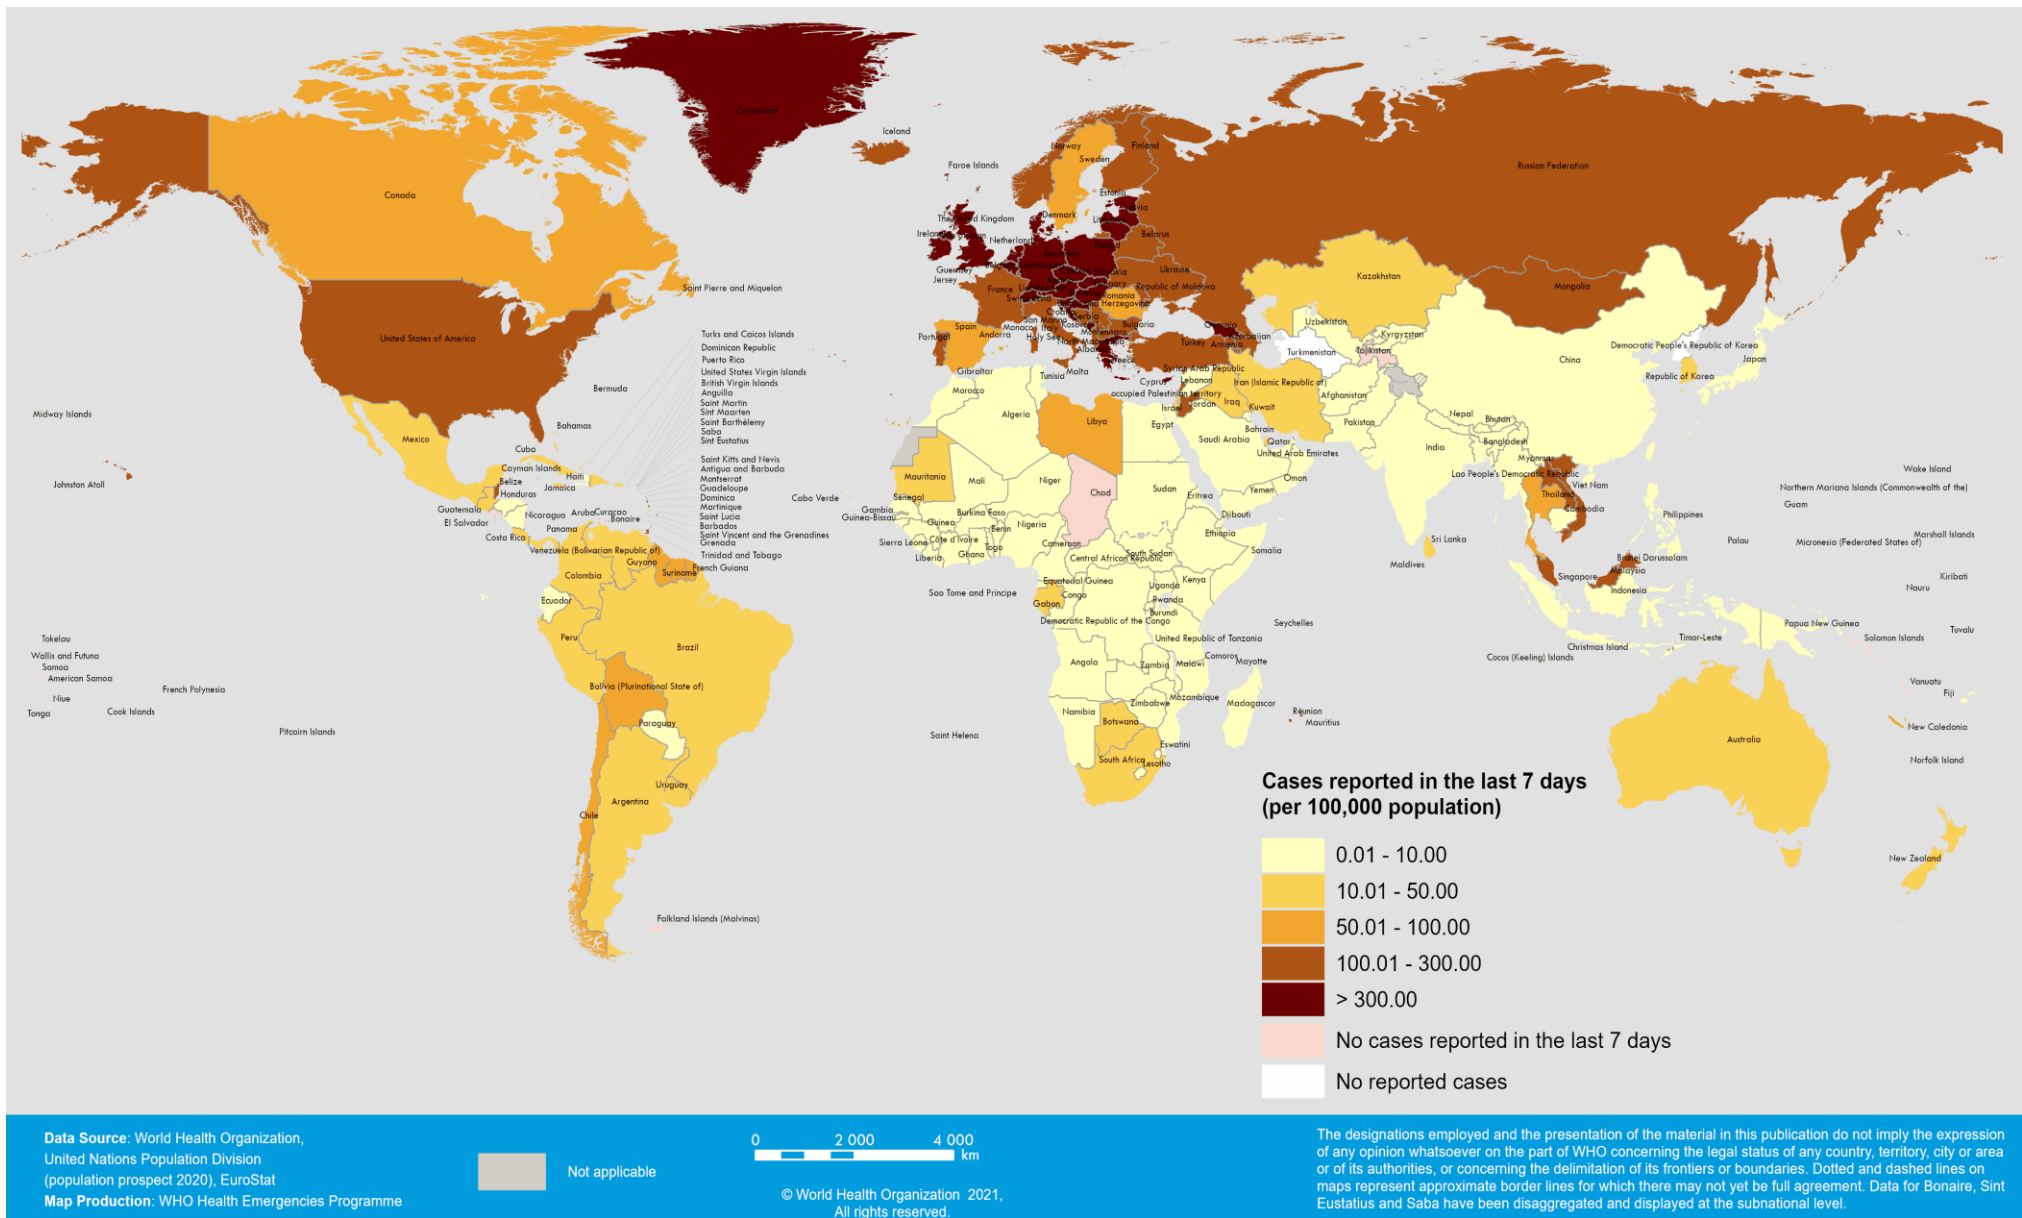 Greenland
Iceland
Faroe Islands
Norway
Sweden
Finland
Russian Federation
Canada
Estonia
Denmark
Belarus
Netherlands
Guernsey
Jersey
Ukraine
Kazakhstan
Mongolia
Saint Pierre and Miquelon
France
Republic of Moldova
Romania
United States of America
Spain
Andorra
Monaco
Italy
San Marino
Holy See
Bulgaria
Portugal
Turkey
Armenia
Uzbekistan
Kyrgyzstan
Turkmenistan
Tajikistan
China
Democratic People's Republic of Korea
Japan
Republic of Korea
Turks and Caicos Islands
Dominican Republic
Puerto Rico
United States Virgin Islands
British Virgin Islands
Anguilla
Saint Martin
Sint Maarten
Saint Barthélemy
Saba
Sint Eustatius
Saint Kitts and Nevis
Antigua and Barbuda
Montserrat
Guadeloupe
Dominica
Martinique
Saint Lucia
Barbados
Saint Vincent and the Grenadines
Grenada
Trinidad and Tobago
Gibraltar
Tunisia
Malta
Greece
Cyprus
Syrian Arab Republic
Lebanon
occupied Palestinian territory
Israel
Jordan
Iraq
Iran (Islamic Republic of)
Kuwait
Afghanistan
Pakistan
Morocco
Algeria
Libya
Egypt
Saudi Arabia
Bahrain
Qatar
United Arab Emirates
Oman
Yemen
Nepal
Bhutan
India
Bangladesh
Myanmar
Lao People's Democratic Republic
Viet Nam
Thailand
Cambodia
Philippines
Sri Lanka
Maldives
Brunei Darussalam
Malaysia
Singapore
Indonesia
Bermuda
Midway Islands
Bahamas
Mexico
Cuba
Cayman Islands
Haiti
Belize
Jamaica
Honduras
Johnston Atoll
Guatemala
El Salvador
Nicaragua
Aruba
Curacao
Bonaire
Panama
Costa Rica
Venezuela (Bolivarian Republic of)
Guyana
Suriname
French Guiana
Colombia
Ecuador
Peru
Brazil
Bolivia (Plurinational State of)
Paraguay
Uruguay
Argentina
Chile
Falkland Islands (Malvinas)
Cabo Verde
Mauritania
Mali
Niger
Chad
Sudan
Eritrea
Senegal
Gambia
Guinea-Bissau
Guinea
Burkina Faso
Benin
Nigeria
Djibouti
Ethiopia
Somalia
Sierra Leone
Côte d'Ivoire
Liberia
Ghana
Togo
Cameroon
Central African Republic
South Sudan
Equatorial Guinea
Sao Tome and Principe
Gabon
Congo
Uganda
Kenya
Rwanda
Burundi
Democratic Republic of the Congo
United Republic of Tanzania
Seychelles
Angola
Zambia
Malawi
Comoros
Mayotte
Mozambique
Zimbabwe
Madagascar
Namibia
Botswana
Réunion
Mauritius
Saint Helena
South Africa
Eswatini
Lesotho
Wake Island
Northern Mariana Islands (Commonwealth of the)
Guam
Marshall Islands
Palau
Micronesia (Federated States of)
Kiribati
Nauru
Papua New Guinea
Solomon Islands
Tuvalu
Timor-Leste
Christmas Island
Cocos (Keeling) Islands
Vanuatu
Fiji
New Caledonia
Norfolk Island
Australia
New Zealand
Tokelau
Wallis and Futuna
Samoa
American Samoa
Niue
French Polynesia
Tonga
Cook Islands
Pitcairn Islands
Cases reported in the last 7 days
(per 100,000 population)
0.01 - 10.00
10.01 - 50.00
50.01 - 100.00
100.01 - 300.00
> 300.00
No cases reported in the last 7 days
No reported cases
Data Source: World Health Organization,
United Nations Population Division
(population prospect 2020), EuroStat
Map Production: WHO Health Emergencies Programme
Not applicable
0 2 000 4 000
km
© World Health Organization 2021,
All rights reserved.
The designations employed and the presentation of the material in this publication do not imply the expression
of any opinion whatsoever on the part of WHO concerning the legal status of any country, territory, city or area
or of its authorities, or concerning the delimitation of its frontiers or boundaries. Dotted and dashed lines on
maps represent approximate border lines for which there may not yet be full agreement. Data for Bonaire, Sint
Eustatius and Saba have been disaggregated and displayed at the subnational level.